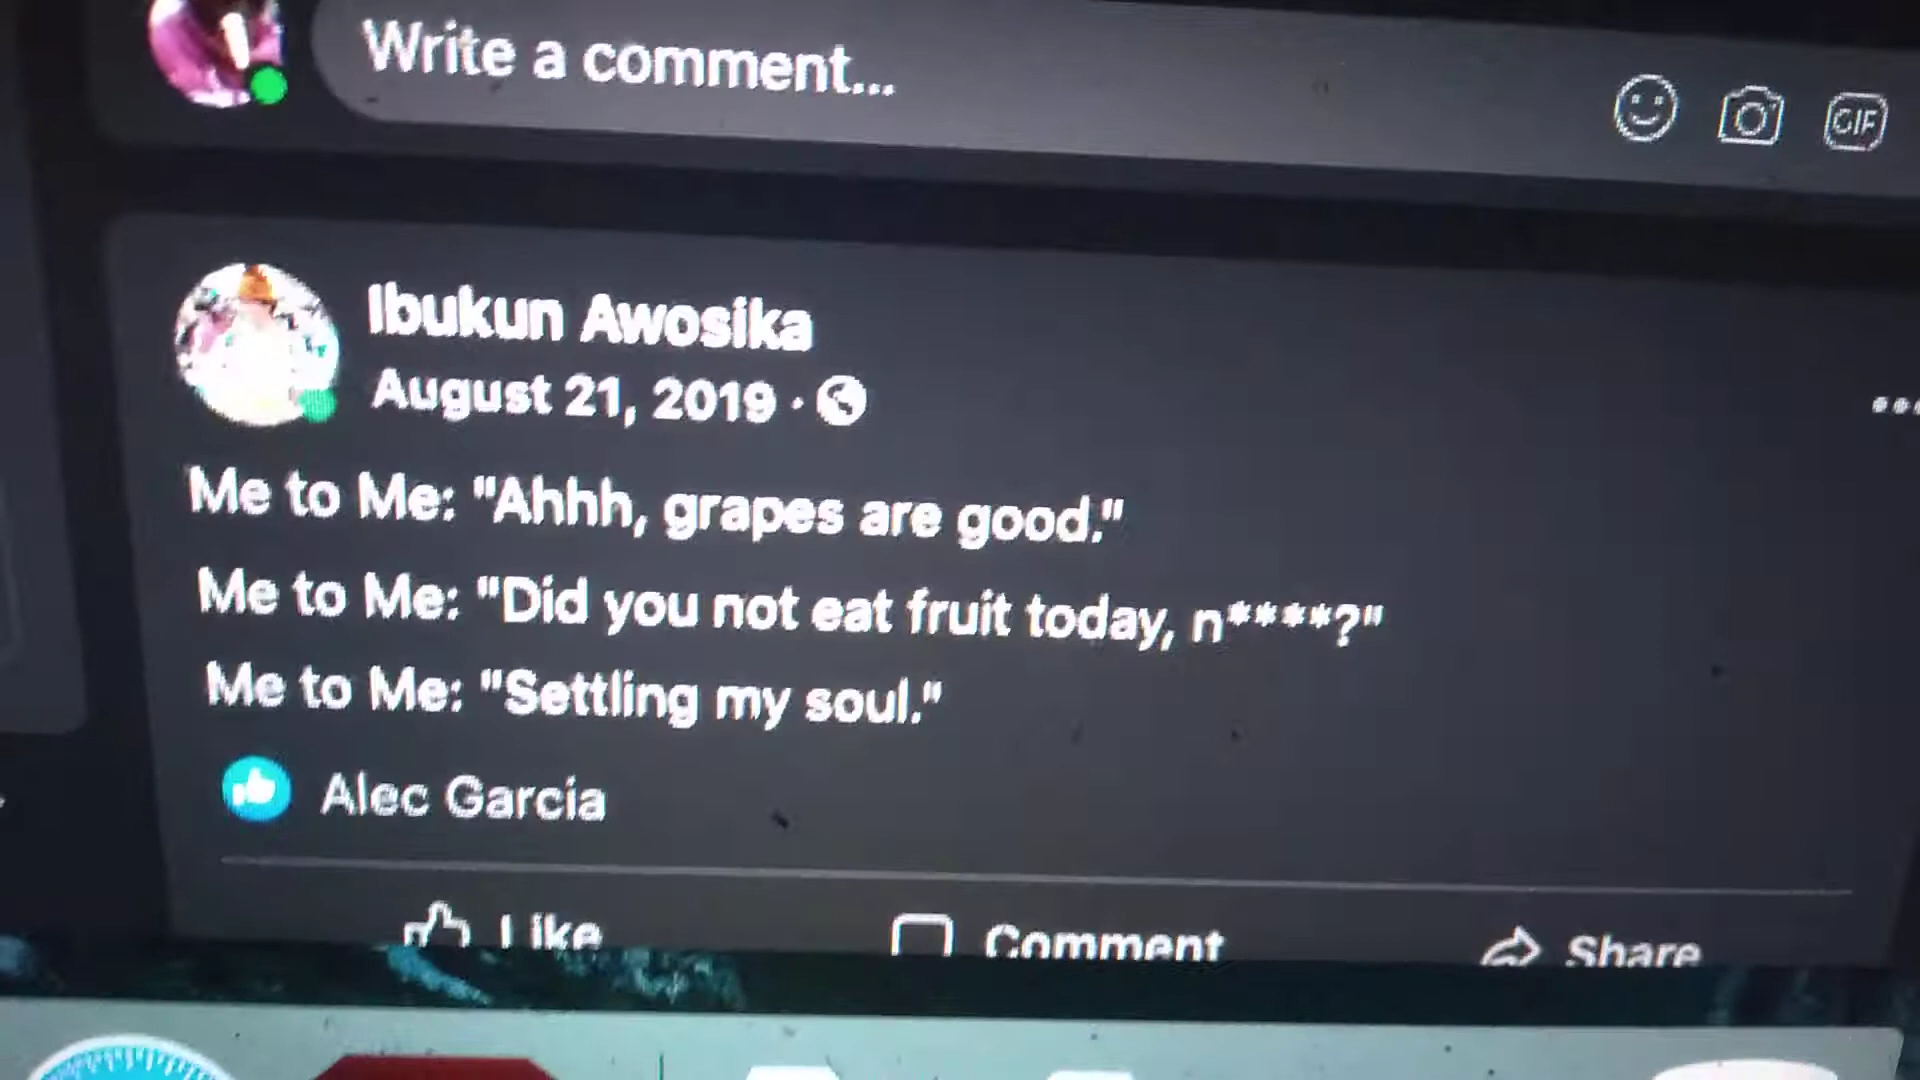 Write a comment...
GIF
Ibukun Awosika
August 21, 2019 ·
Me to Me: "Ahhh, grapes are good."
Me to Me: "Did you not eat fruit today, n****?"
Me to Me: "Settling my soul."
Alec Garcia
Like Comment Share